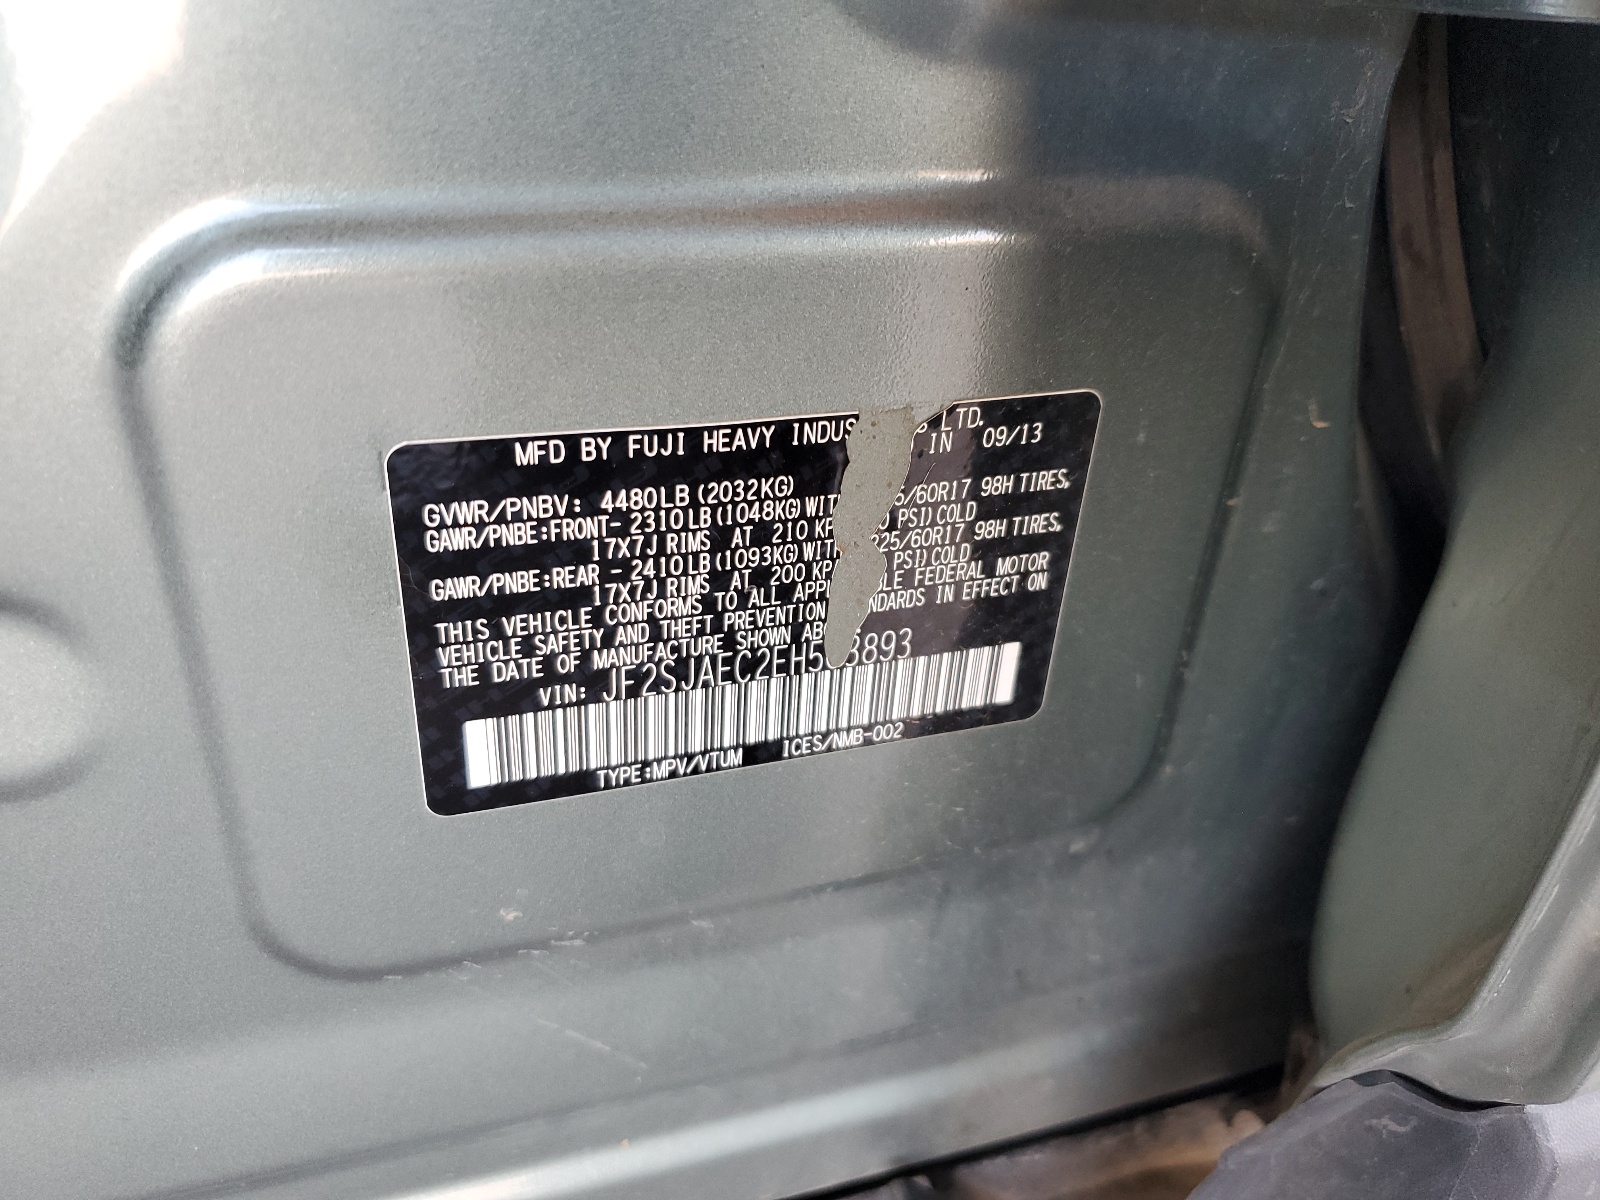 MFD BY FUJI HEAVY INDUS S LTD.
IN 09/13
GVWR/PNBV: 4480LB (2032KG)
GAWR/PNBE:FRONT- 2310LB(1048KG)WITH 5/60R17 98H TIRES,
17X7J RIMS AT 210 KP 0 PSI)COLD
GAWR/PNBE:REAR - 2410LB(1093KG)WITH 225/60R17 98H TIRES,
17X7J RIMS AT 200 KPA PSI)COLD
THIS VEHICLE CONFORMS TO ALL APP LE FEDERAL MOTOR
VEHICLE SAFETY AND THEFT PREVENTION NDARDS IN EFFECT ON
THE DATE OF MANUFACTURE SHOWN AB
VIN: JF2SJAEC2EH5 3893
TYPE:MPV/VTUM ICES/NMB-002